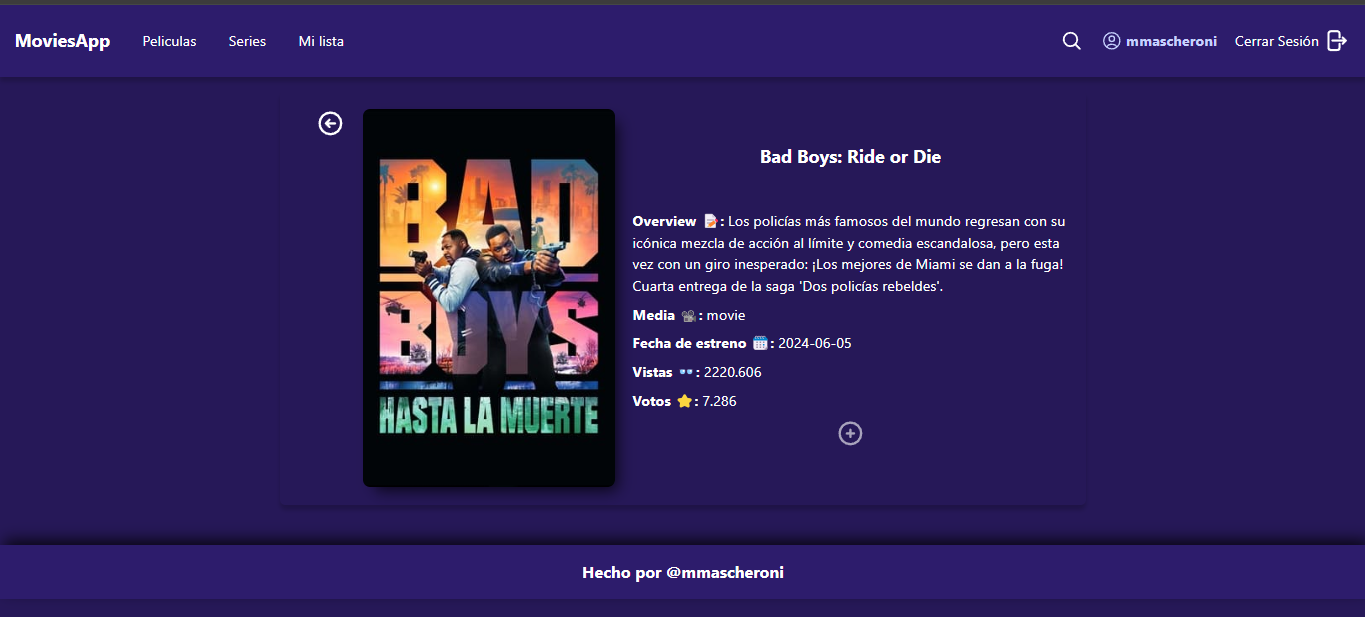 MoviesApp Peliculas Series Mi lista mmascheroni Cerrar Sesión
BAD
BOYS
HASTA LA MUERTE
Bad Boys: Ride or Die
Overview 📝: Los policías más famosos del mundo regresan con su
icónica mezcla de acción al límite y comedia escandalosa, pero esta
vez con un giro inesperado: ¡Los mejores de Miami se dan a la fuga!
Cuarta entrega de la saga 'Dos policías rebeldes'.
Media 📽️: movie
Fecha de estreno 🗓️: 2024-06-05
Vistas 👓: 2220.606
Votos ⭐: 7.286
Hecho por @mmascheroni